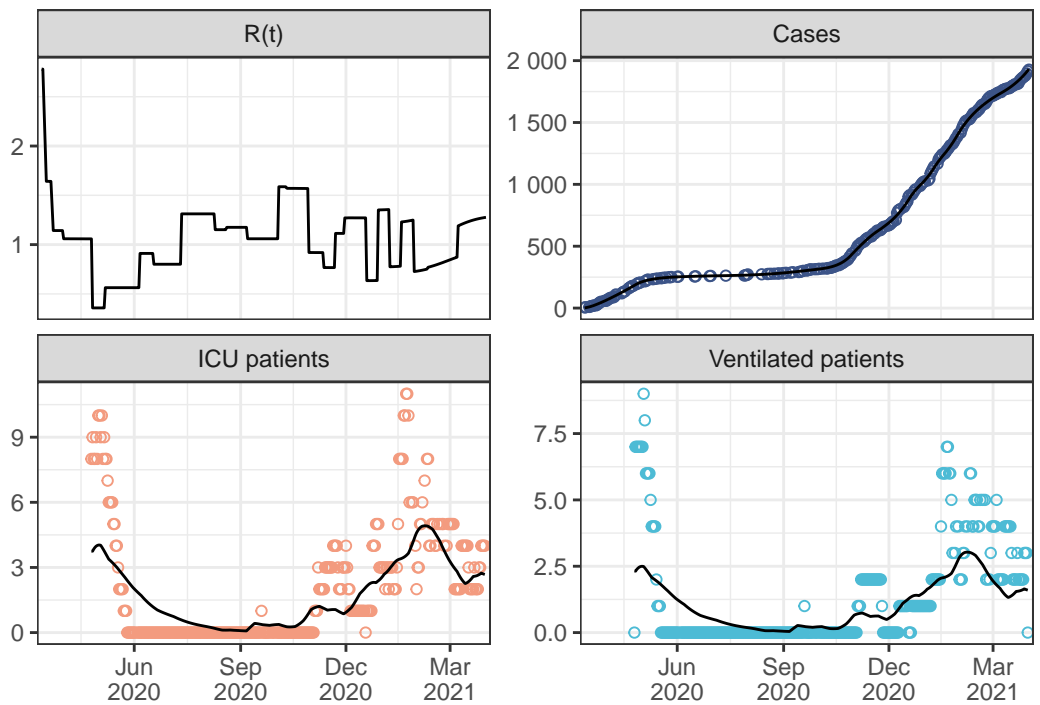 R(t)
Cases
2
1
2 000
1 500
1 000
500
0
ICU patients
Ventilated patients
9
6
3
0
7.5
5.0
2.5
0.0
Jun Sep Dec Mar
2020 2020 2020 2021
Jun Sep Dec Mar
2020 2020 2020 2021